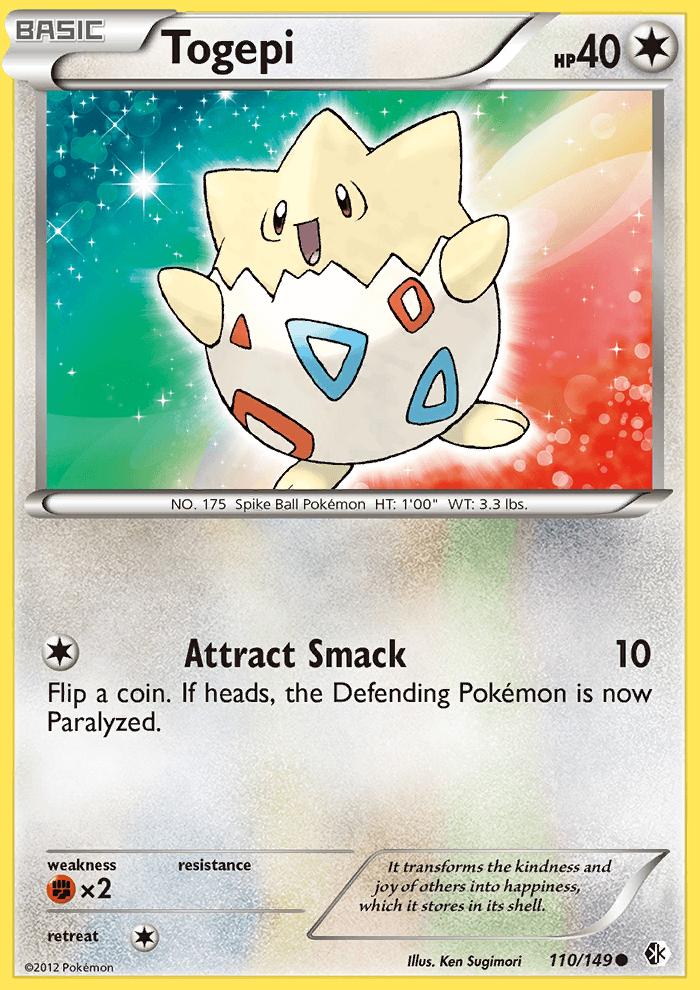 BASIC
Togepi
HP40
NO. 175 Spike Ball Pokémon HT: 1'00" WT: 3.3 lbs.
Attract Smack 10
Flip a coin. If heads, the Defending Pokémon is now
Paralyzed.
weakness resistance
×2
It transforms the kindness and
joy of others into happiness,
which it stores in its shell.
retreat
©2012 Pokémon
Illus. Ken Sugimori 110/149